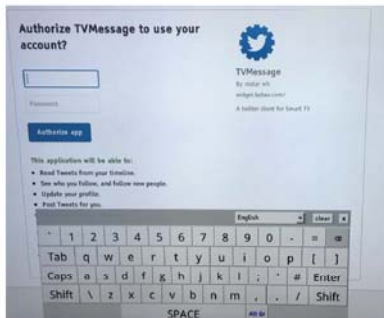 Authorize TVMessage to use your
account?
Password
Authorize app
This application will be able to:
• Read Tweets from your timeline.
• See who you follow, and follow new people.
• Update your profile.
• Post Tweets for you.
TVMessage
A twitter client for Smart TV
English clear x
` 1 2 3 4 5 6 7 8 9 0 - =
Tab q w e r t y u i o p [ ]
Caps a s d f g h j k l ; ' # Enter
Shift \ z x c v b n m , . / Shift
SPACE Alt Gr